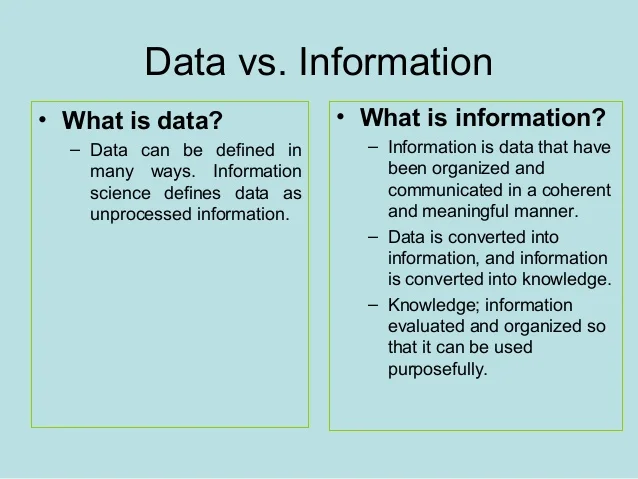 Data vs. Information
• What is data?
– Data can be defined in
many ways. Information
science defines data as
unprocessed information.
• What is information?
– Information is data that have
been organized and
communicated in a coherent
and meaningful manner.
– Data is converted into
information, and information
is converted into knowledge.
– Knowledge; information
evaluated and organized so
that it can be used
purposefully.